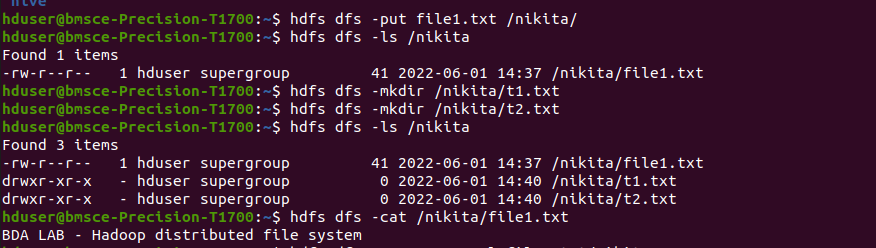 hduser@bmsce-Precision-T1700:~$ hdfs dfs -put file1.txt /nikita/
hduser@bmsce-Precision-T1700:~$ hdfs dfs -ls /nikita
Found 1 items
-rw-r--r--   1 hduser supergroup         41 2022-06-01 14:37 /nikita/file1.txt
hduser@bmsce-Precision-T1700:~$ hdfs dfs -mkdir /nikita/t1.txt
hduser@bmsce-Precision-T1700:~$ hdfs dfs -mkdir /nikita/t2.txt
hduser@bmsce-Precision-T1700:~$ hdfs dfs -ls /nikita
Found 3 items
-rw-r--r--   1 hduser supergroup         41 2022-06-01 14:37 /nikita/file1.txt
drwxr-xr-x   - hduser supergroup          0 2022-06-01 14:40 /nikita/t1.txt
drwxr-xr-x   - hduser supergroup          0 2022-06-01 14:40 /nikita/t2.txt
hduser@bmsce-Precision-T1700:~$ hdfs dfs -cat /nikita/file1.txt
BDA LAB - Hadoop distributed file system